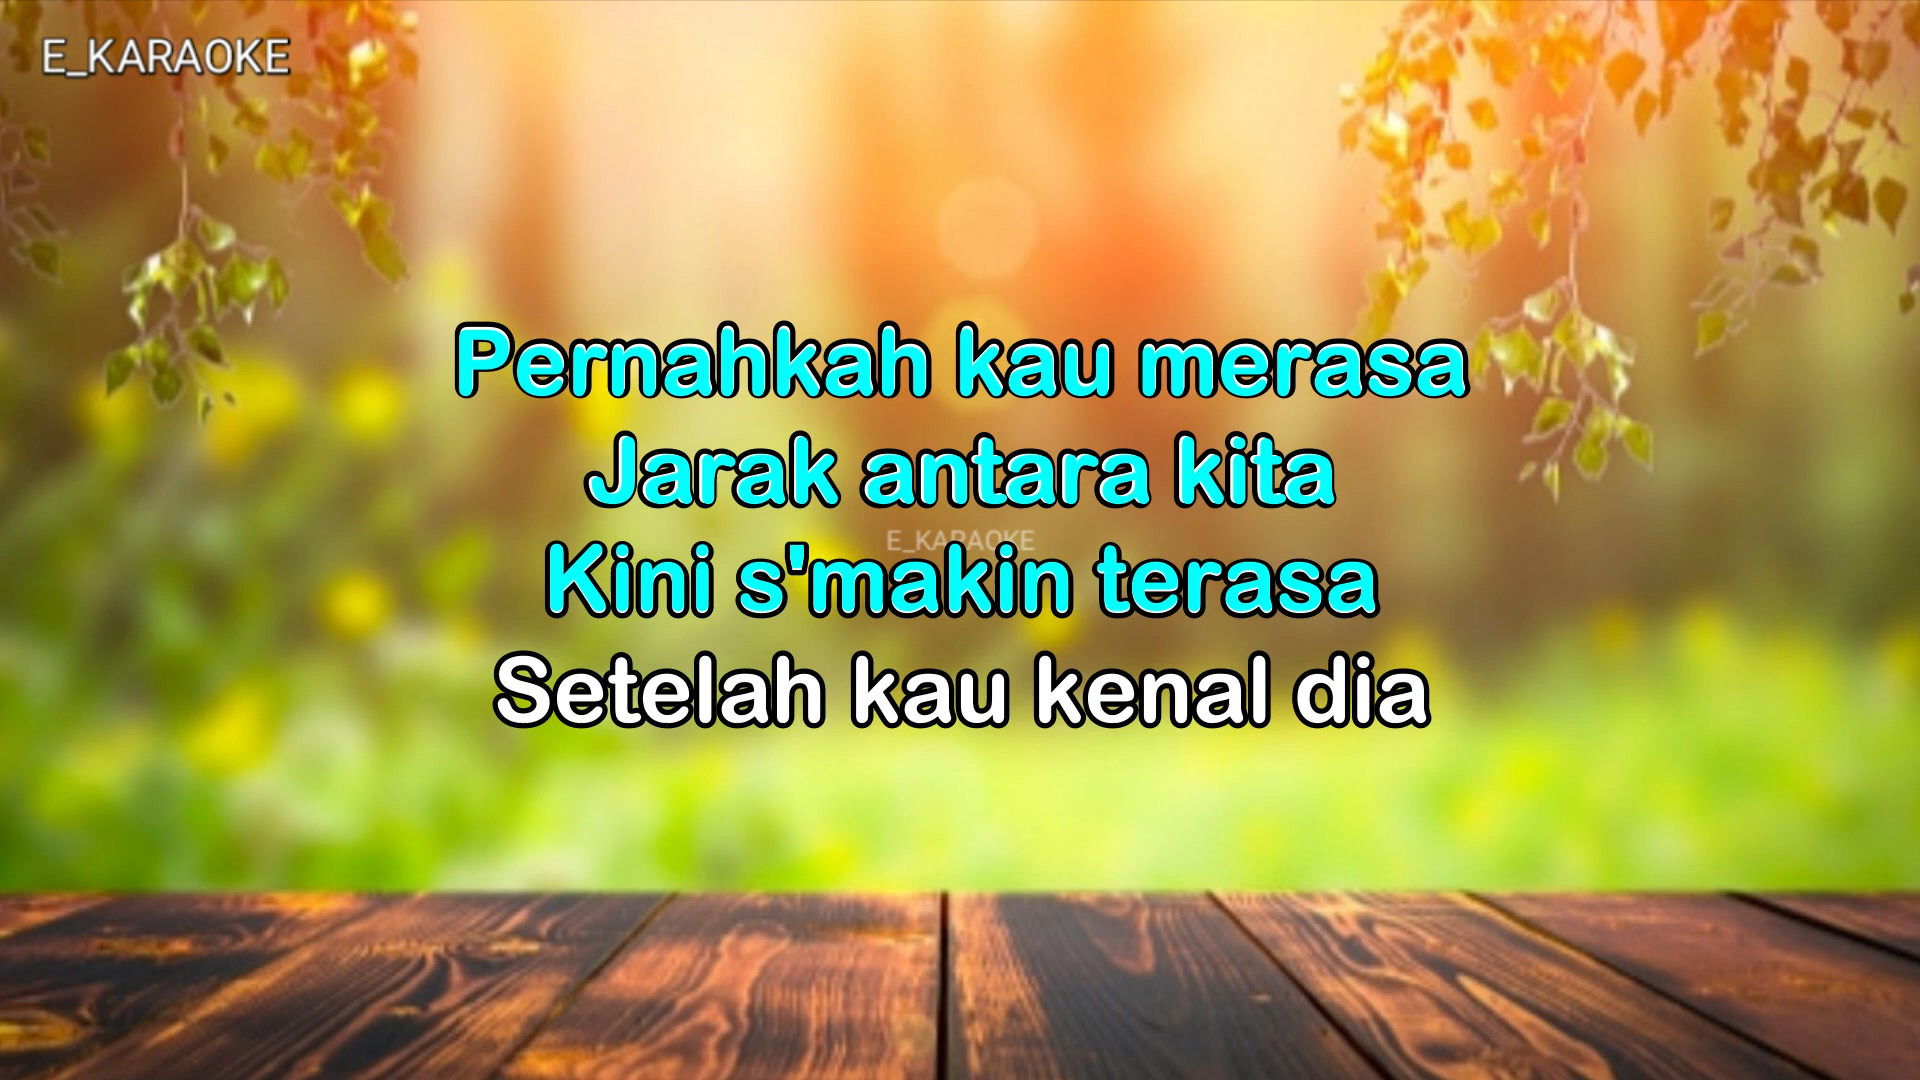 E_KARAOKE
Pernahkah kau merasa
Jarak antara kita
E_KARAOKE
Kini s'makin terasa
Setelah kau kenal dia